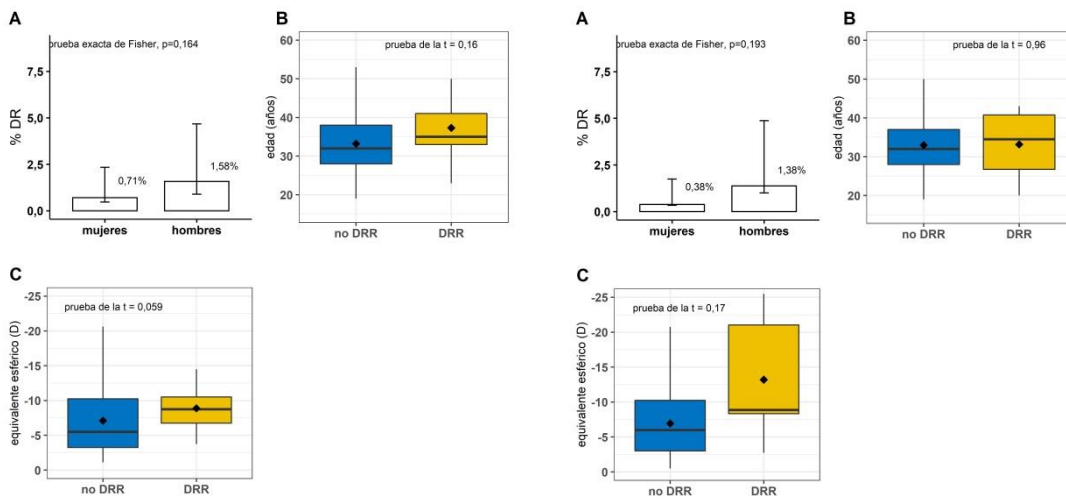 A
prueba exacta de Fisher, p=0,164
% DR
7,5
5,0
2,5
0,0
0,71%
1,58%
mujeres
hombres
B
prueba de la t = 0,16
edad (años)
60
50
40
30
20
no DRR
DRR
C
prueba de la t = 0,059
equivalente esférico (D)
-25
-20
-15
-10
-5
0
no DRR
DRR
A
prueba exacta de Fisher, p=0,193
% DR
7,5
5,0
2,5
0,0
0,38%
1,38%
mujeres
hombres
B
prueba de la t = 0,96
edad (años)
60
50
40
30
20
no DRR
DRR
C
prueba de la t = 0,17
equivalente esférico (D)
-25
-20
-15
-10
-5
0
no DRR
DRR